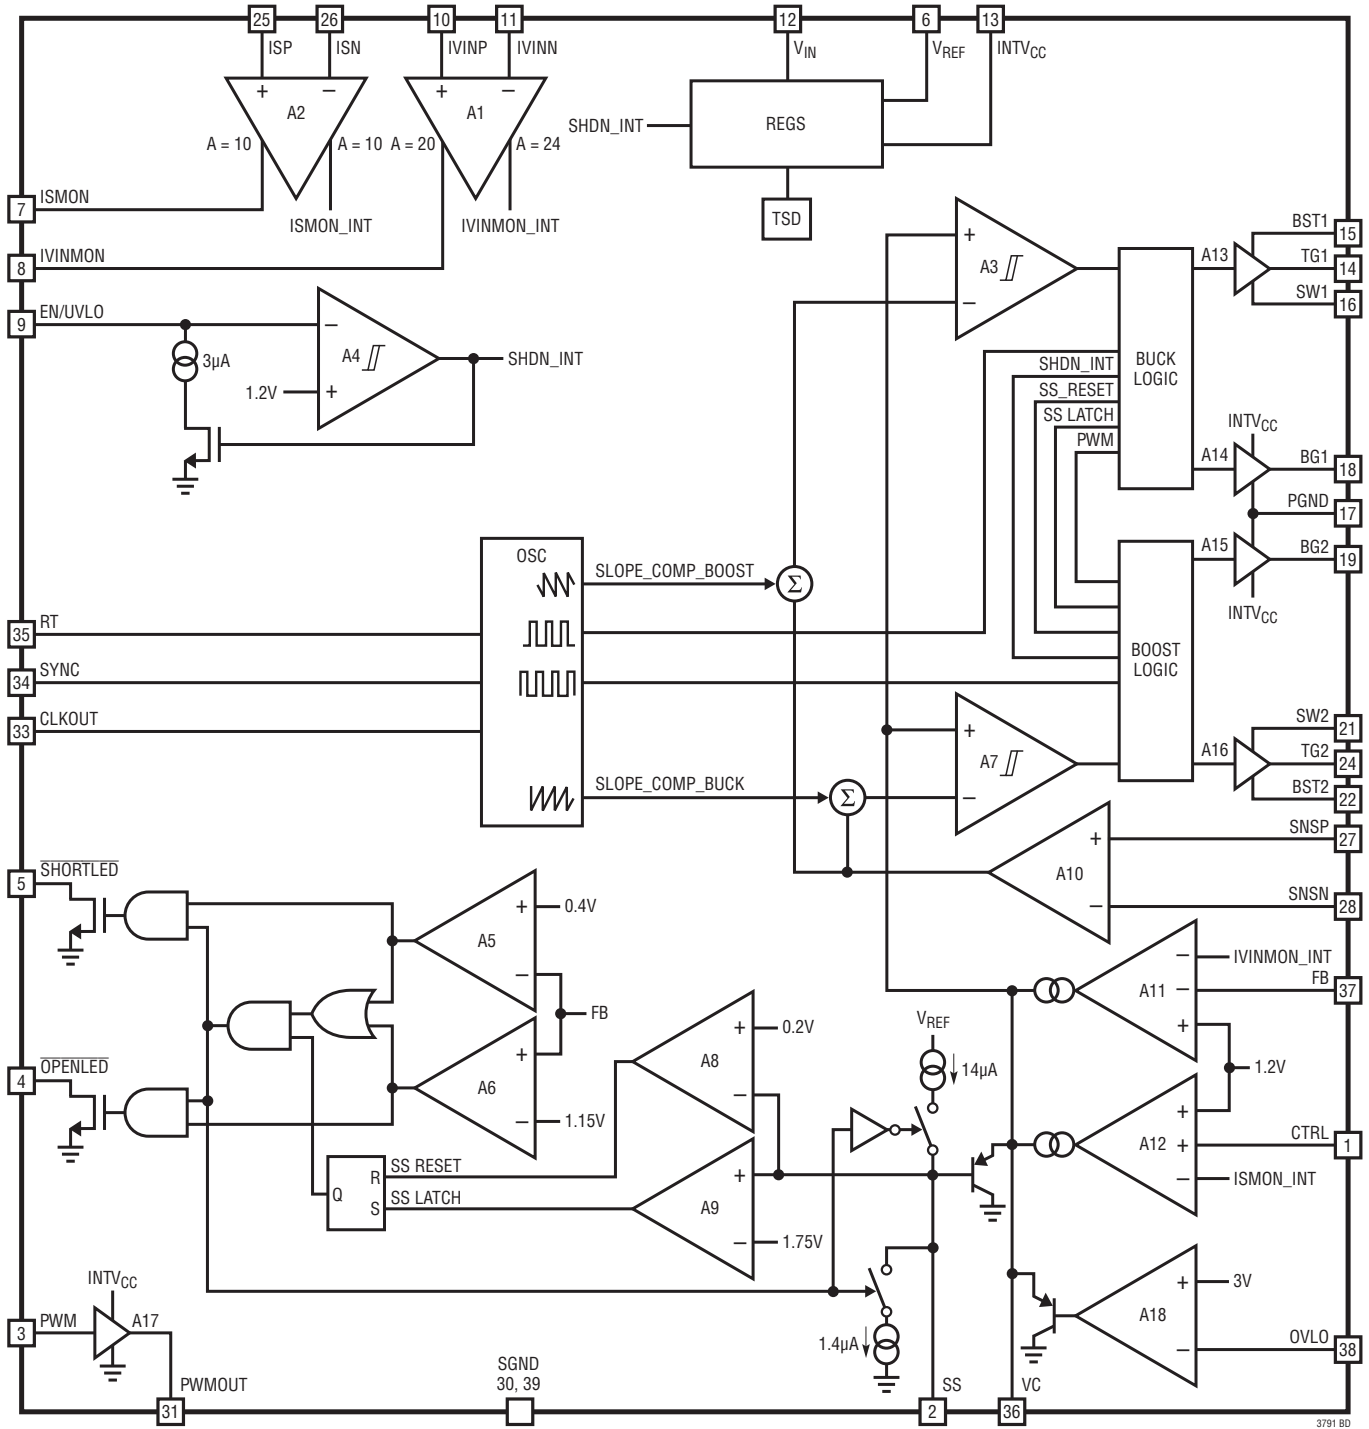 25 26 10 11 12 6 13
ISP ISN IVINP IVINN VIN VREF INTVCC
+ − + −
A2 A1
REGS
SHDN_INT
A = 10 A = 10 A = 20 A = 24
7 ISMON
ISMON_INT IVINMON_INT
TSD
8 IVINMON
9 EN/UVLO
3µA
−
A4
+
1.2V
SHDN_INT
+
A3
−
BUCK
LOGIC
SHDN_INT
SS_RESET
SS LATCH
PWM
A13
BST1 15
TG1 14
SW1 16
INTVCC
A14
BG1 18
PGND 17
A15
BG2 19
INTVCC
OSC
SLOPE_COMP_BOOST
Σ
35 RT
34 SYNC
33 CLKOUT
BOOST
LOGIC
SLOPE_COMP_BUCK
Σ
+
A7
−
A16
SW2 21
TG2 24
BST2 22
+
A10
−
SNSP 27
SNSN 28
5 SHORTLED
+ 0.4V
A5
−
FB
+
A6
− 1.15V
4 OPENLED
− IVINMON_INT
A11
− FB 37
+
1.2V
+
A12
+ CTRL 1
− ISMON_INT
+ 0.2V
A8
−
VREF
14µA
R SS RESET
Q
S SS LATCH
+
A9
− 1.75V
1.4µA
+ 3V
A18
− OVLO 38
INTVCC
3 PWM A17
PWMOUT
31
SGND
30, 39
SS
2
VC
36
3791 BD